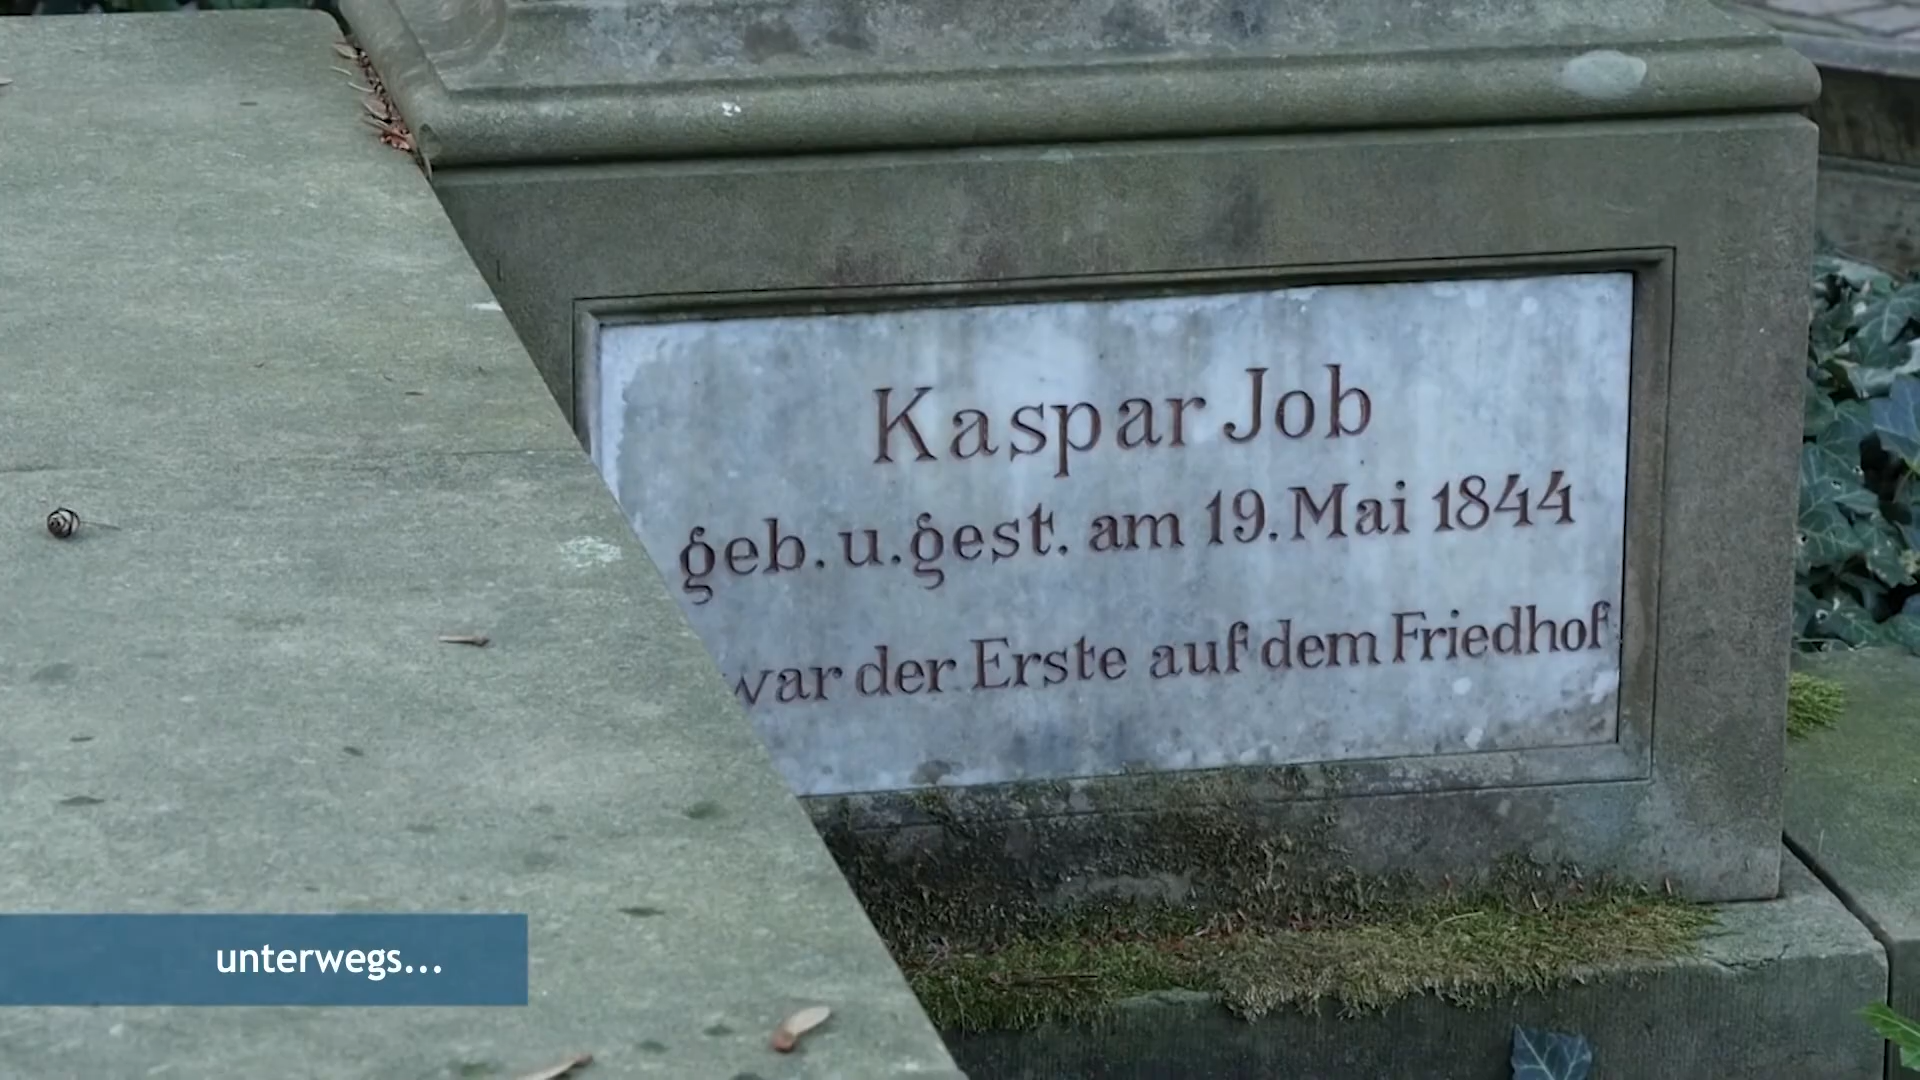 Kaspar Job
geb. u. gest. am 19. Mai 1844
war der Erste auf dem Friedhof
unterwegs...